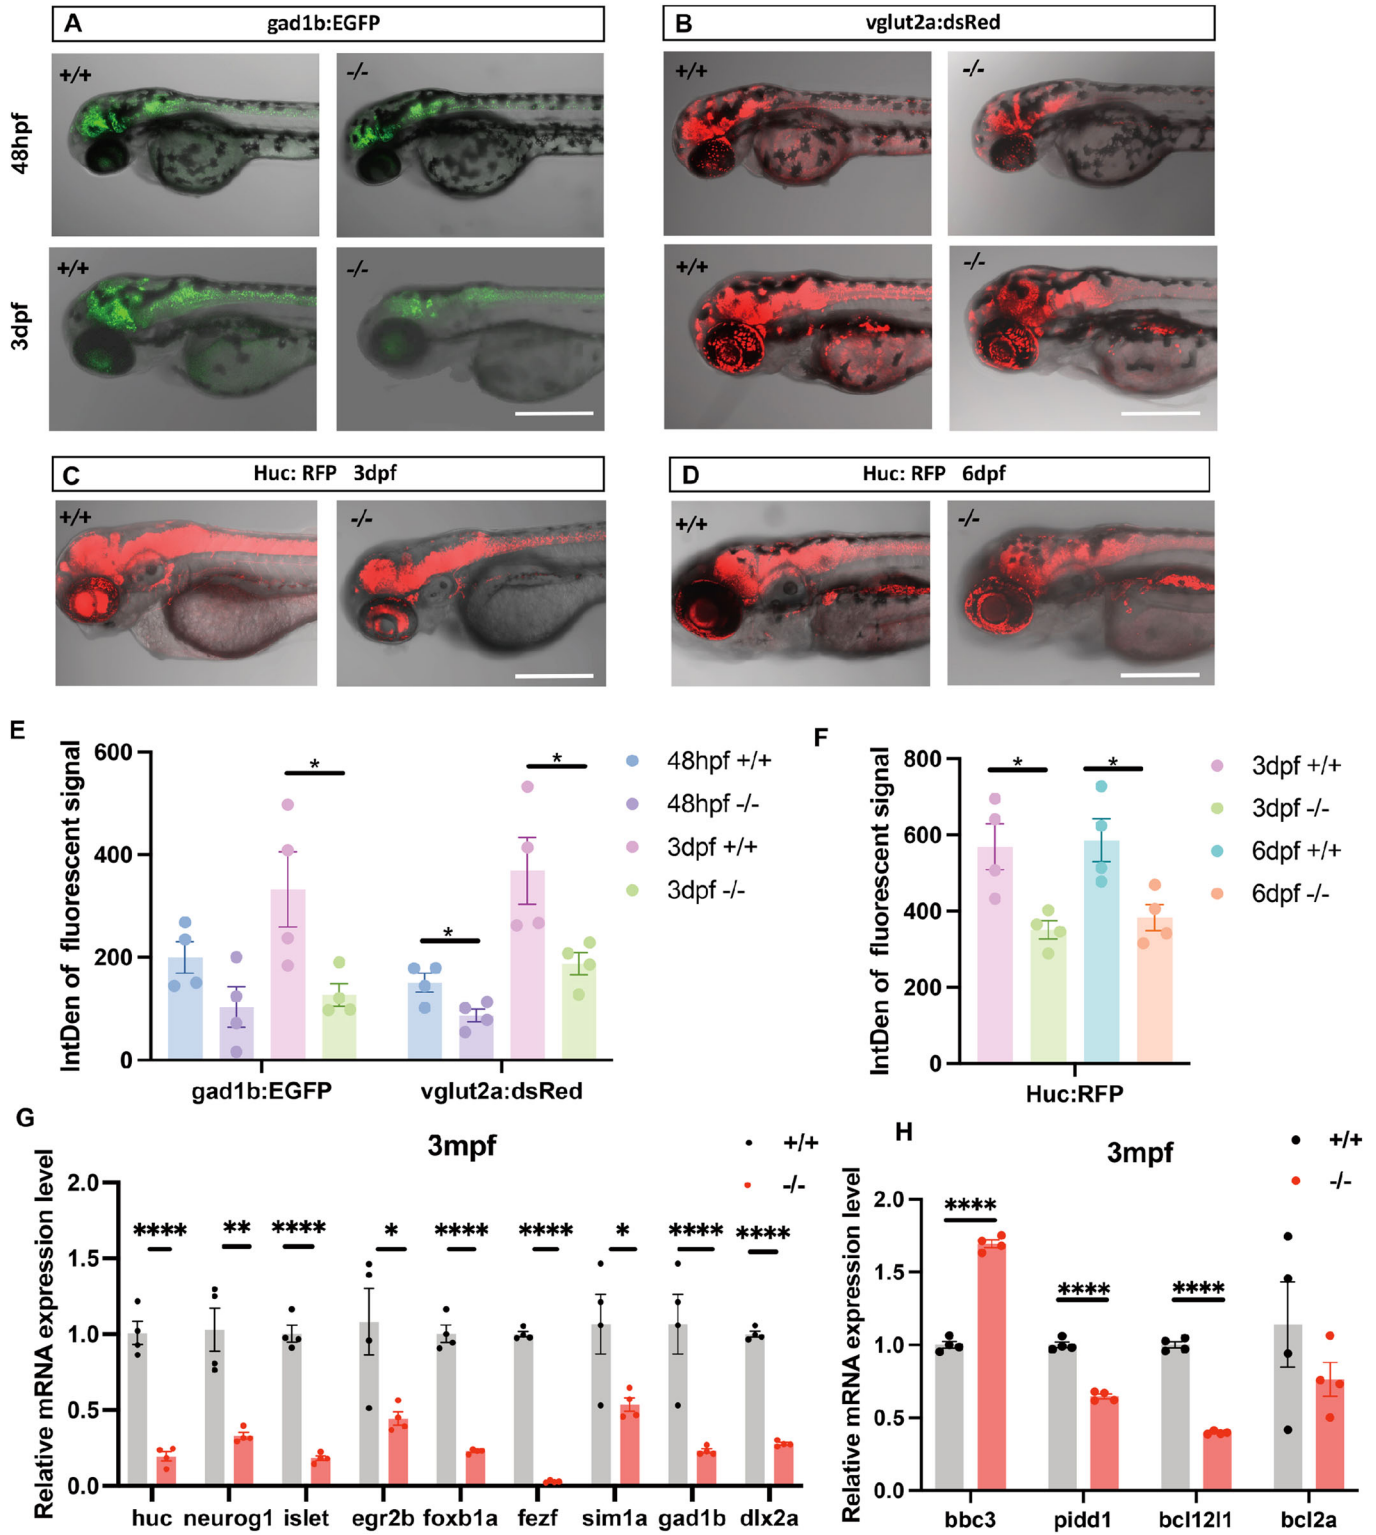 A gad1b:EGFP
B vglut2a:dsRed
48hpf
+/+
-/-
+/+
-/-
3dpf
+/+
-/-
+/+
-/-
C Huc: RFP 3dpf
D Huc: RFP 6dpf
+/+
-/-
+/+
-/-
E
IntDen of fluorescent signal
600
400
200
0
*
*
*
gad1b:EGFP
vglut2a:dsRed
48hpf +/+
48hpf -/-
3dpf +/+
3dpf -/-
F
IntDen of fluorescent signal
800
600
400
200
0
*
*
Huc:RFP
3dpf +/+
3dpf -/-
6dpf +/+
6dpf -/-
G
3mpf
+/+
-/-
Relative mRNA expression level
2.0
1.5
1.0
0.5
0.0
**** ** **** * **** **** * **** ****
huc neurog1 islet egr2b foxb1a fezf sim1a gad1b dlx2a
H
3mpf
+/+
-/-
Relative mRNA expression level
2.0
1.5
1.0
0.5
0.0
****
**** ****
bbc3 pidd1 bcl12l1 bcl2a